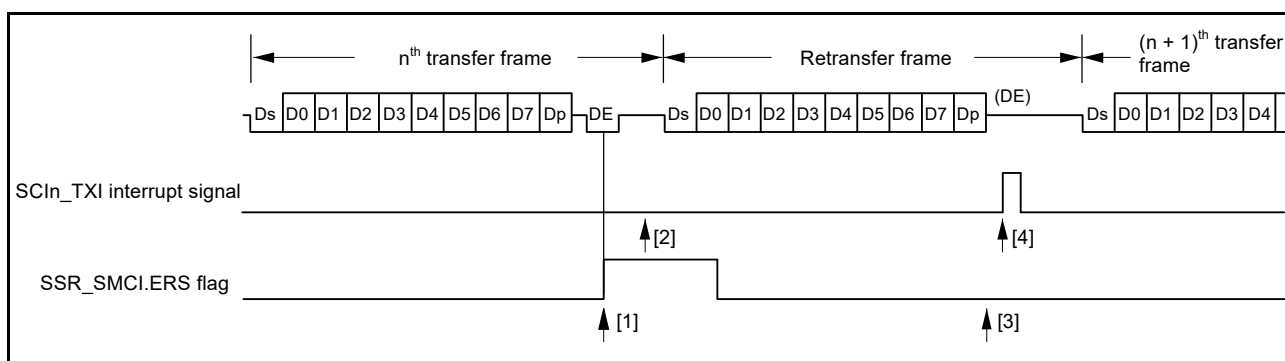 nth transfer frame
Retransfer frame
(n + 1)th transfer
frame
Ds D0 D1 D2 D3 D4 D5 D6 D7 Dp DE Ds D0 D1 D2 D3 D4 D5 D6 D7 Dp (DE) Ds D0 D1 D2 D3 D4
SCIn_TXI interrupt signal
[2] [4]
SSR_SMCI.ERS flag
[1] [3]